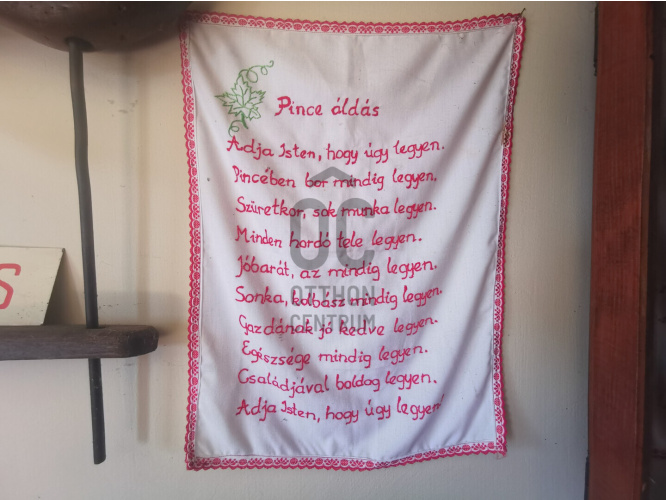 Pince áldás
Adja Isten, hogy úgy legyen.
Pincében bor mindig legyen.
Szüretkor, sok munka legyen.
Minden hordó tele legyen.
Jóbarát, az mindig legyen.
Sonka, kolbász mindig legyen.
Gazdának jó kedve legyen.
Egészsége mindig legyen.
Családjával boldog legyen.
Adja Isten, hogy úgy legyen!
S
OC
OTTHON
CENTRUM